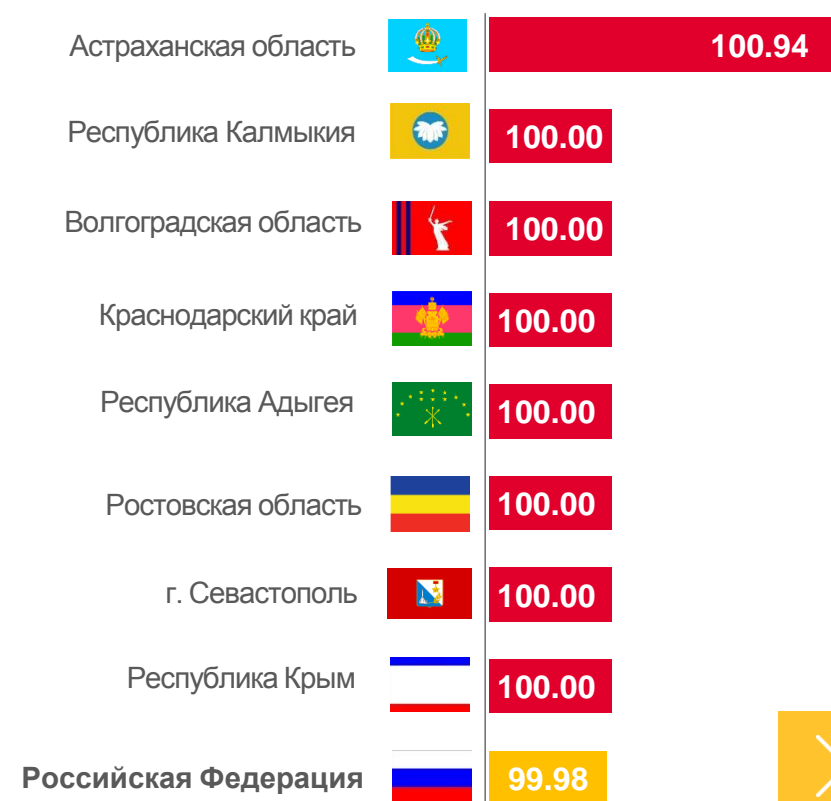 Астраханская область 100.94
Республика Калмыкия 100.00
Волгоградская область 100.00
Краснодарский край 100.00
Республика Адыгея 100.00
Ростовская область 100.00
г. Севастополь 100.00
Республика Крым 100.00
Российская Федерация 99.98